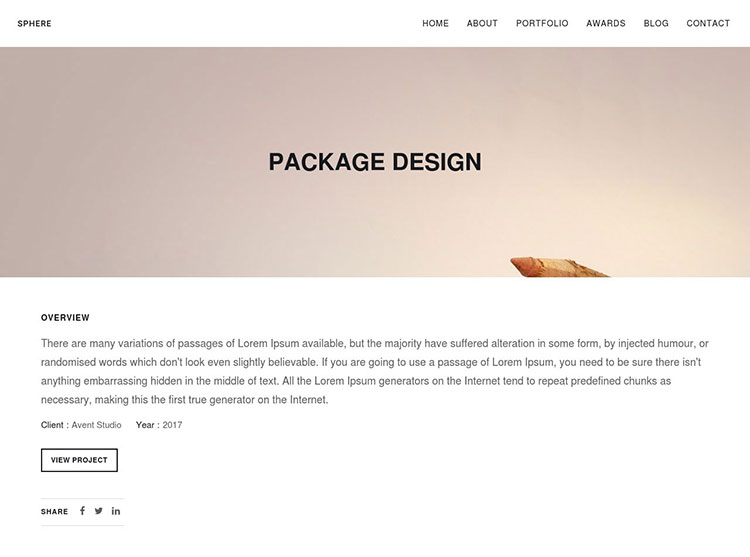 SPHERE
HOME ABOUT PORTFOLIO AWARDS BLOG CONTACT
PACKAGE DESIGN
OVERVIEW
There are many variations of passages of Lorem Ipsum available, but the majority have suffered alteration in some form, by injected humour, or
randomised words which don't look even slightly believable. If you are going to use a passage of Lorem Ipsum, you need to be sure there isn't
anything embarrassing hidden in the middle of text. All the Lorem Ipsum generators on the Internet tend to repeat predefined chunks as
necessary, making this the first true generator on the Internet.
Client : Avent Studio Year : 2017
VIEW PROJECT
SHARE